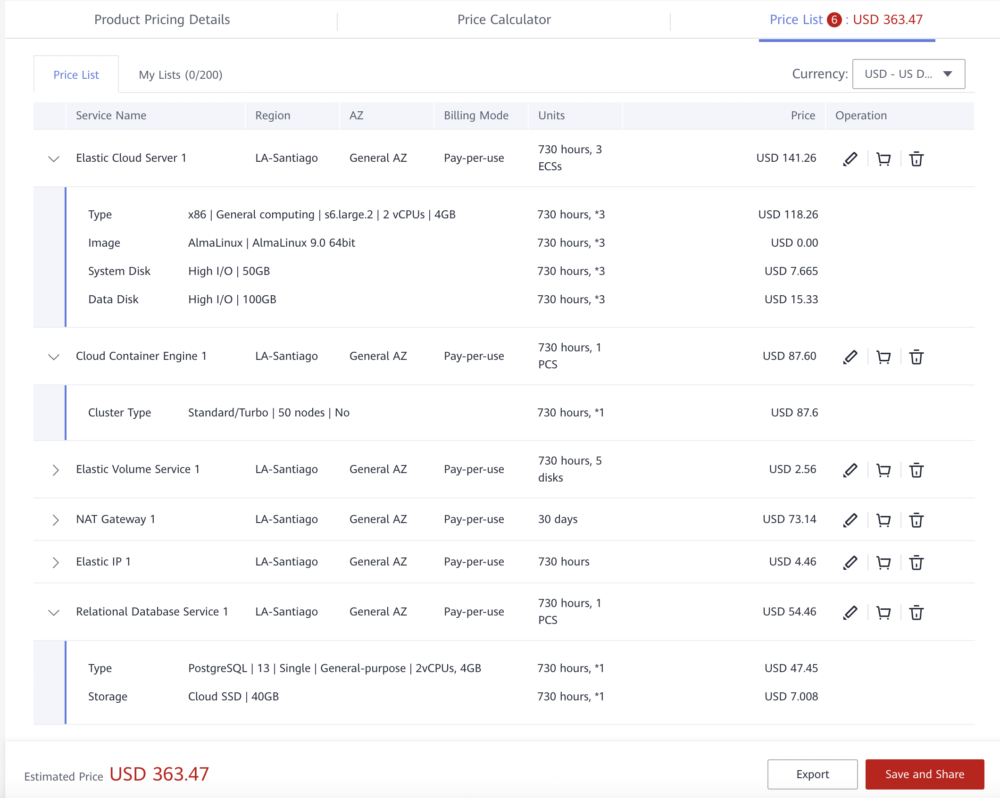 Product Pricing Details
Price Calculator
Price List 6 : USD 363.47
Price List
My Lists (0/200)
Currency: USD - US D...
Service Name Region AZ Billing Mode Units Price Operation
Elastic Cloud Server 1 LA-Santiago General AZ Pay-per-use 730 hours, 3 ECSs USD 141.26
Type x86 | General computing | s6.large.2 | 2 vCPUs | 4GB 730 hours, *3 USD 118.26
Image AlmaLinux | AlmaLinux 9.0 64bit 730 hours, *3 USD 0.00
System Disk High I/O | 50GB 730 hours, *3 USD 7.665
Data Disk High I/O | 100GB 730 hours, *3 USD 15.33
Cloud Container Engine 1 LA-Santiago General AZ Pay-per-use 730 hours, 1 PCS USD 87.60
Cluster Type Standard/Turbo | 50 nodes | No 730 hours, *1 USD 87.6
Elastic Volume Service 1 LA-Santiago General AZ Pay-per-use 730 hours, 5 disks USD 2.56
NAT Gateway 1 LA-Santiago General AZ Pay-per-use 30 days USD 73.14
Elastic IP 1 LA-Santiago General AZ Pay-per-use 730 hours USD 4.46
Relational Database Service 1 LA-Santiago General AZ Pay-per-use 730 hours, 1 PCS USD 54.46
Type PostgreSQL | 13 | Single | General-purpose | 2vCPUs, 4GB 730 hours, *1 USD 47.45
Storage Cloud SSD | 40GB 730 hours, *1 USD 7.008
Estimated Price USD 363.47
Export
Save and Share